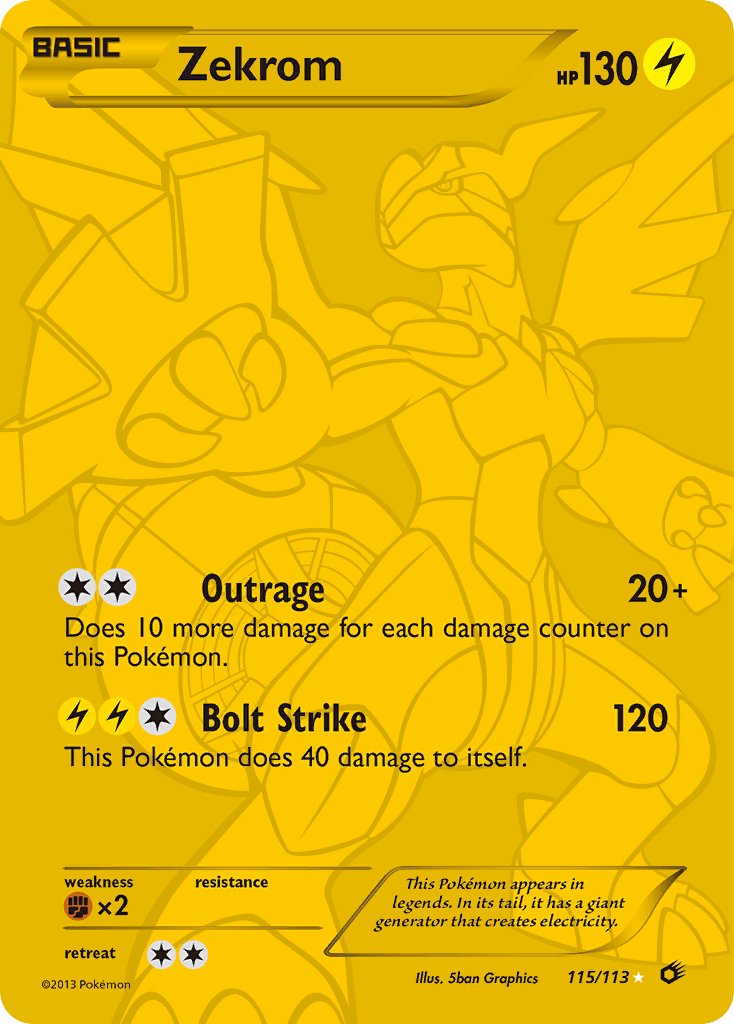 BASIC Zekrom HP130
Outrage 20+
Does 10 more damage for each damage counter on
this Pokémon.
Bolt Strike 120
This Pokémon does 40 damage to itself.
weakness resistance
×2
retreat
This Pokémon appears in
legends. In its tail, it has a giant
generator that creates electricity.
©2013 Pokémon
Illus. 5ban Graphics 115/113